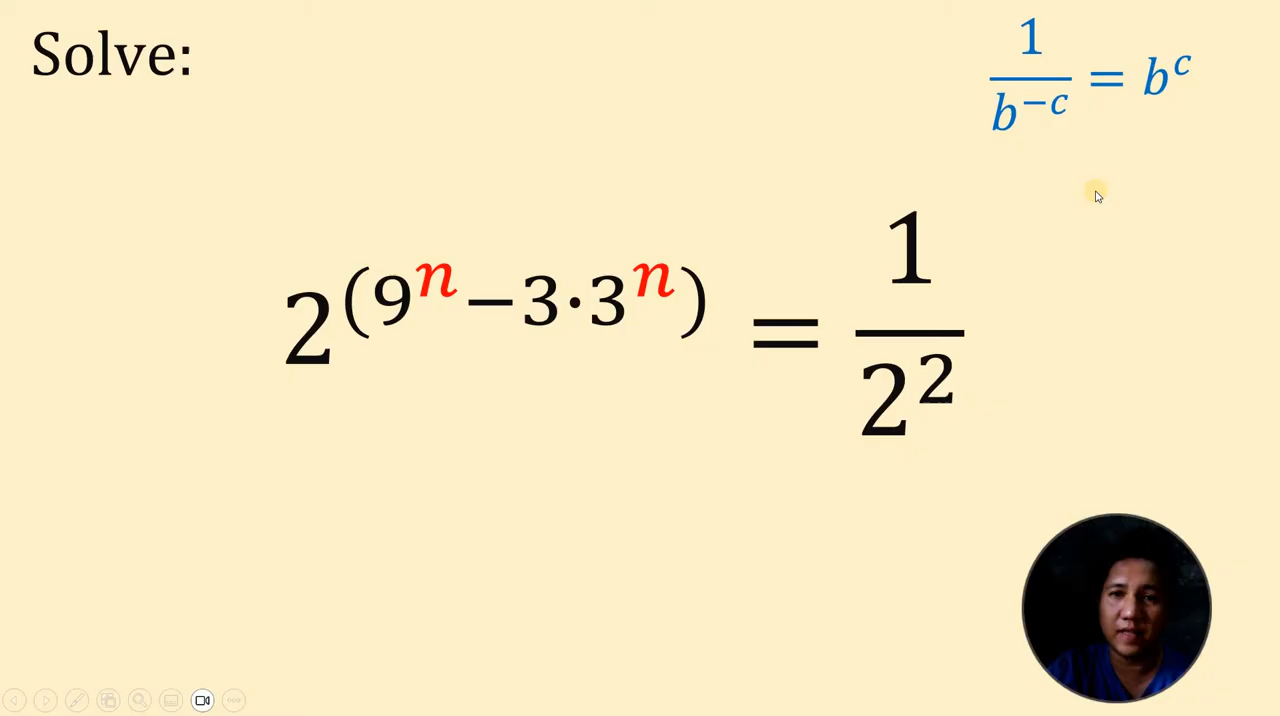 Solve:
1/b^{-c} = b^c
2^{(9^n-3·3^n)} = 1/2^2